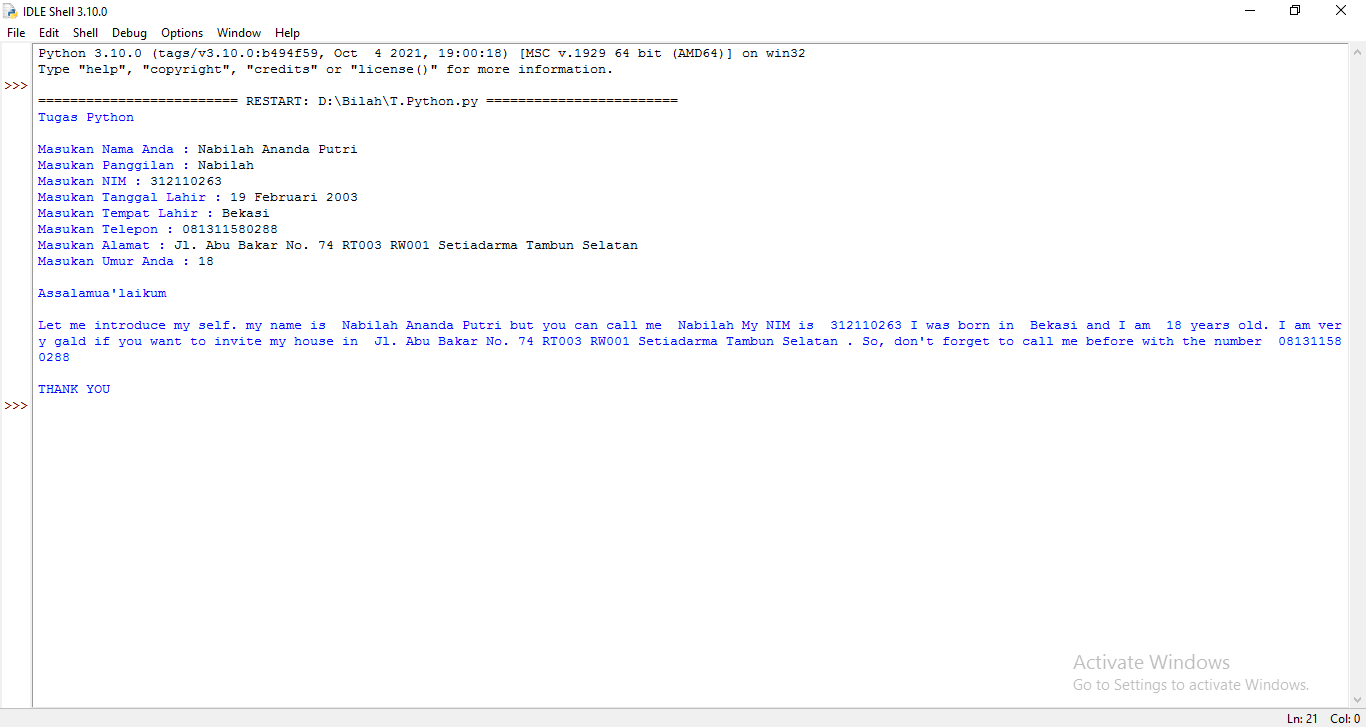 IDLE Shell 3.10.0
File Edit Shell Debug Options Window Help
Python 3.10.0 (tags/v3.10.0:b494f59, Oct  4 2021, 19:00:18) [MSC v.1929 64 bit (AMD64)] on win32
Type "help", "copyright", "credits" or "license()" for more information.
>>>
========================= RESTART: D:\Bilah\T.Python.py ========================
Tugas Python
Masukan Nama Anda : Nabilah Ananda Putri
Masukan Panggilan : Nabilah
Masukan NIM : 312110263
Masukan Tanggal Lahir : 19 Februari 2003
Masukan Tempat Lahir : Bekasi
Masukan Telepon : 081311580288
Masukan Alamat : Jl. Abu Bakar No. 74 RT003 RW001 Setiadarma Tambun Selatan
Masukan Umur Anda : 18
Assalamua'laikum
Let me introduce my self. my name is  Nabilah Ananda Putri but you can call me  Nabilah My NIM is  312110263 I was born in  Bekasi and I am  18 years old. I am ver
y gald if you want to invite my house in  Jl. Abu Bakar No. 74 RT003 RW001 Setiadarma Tambun Selatan . So, don't forget to call me before with the number  08131158
0288
THANK YOU
>>>
Activate Windows
Go to Settings to activate Windows.
Ln: 21 Col: 0